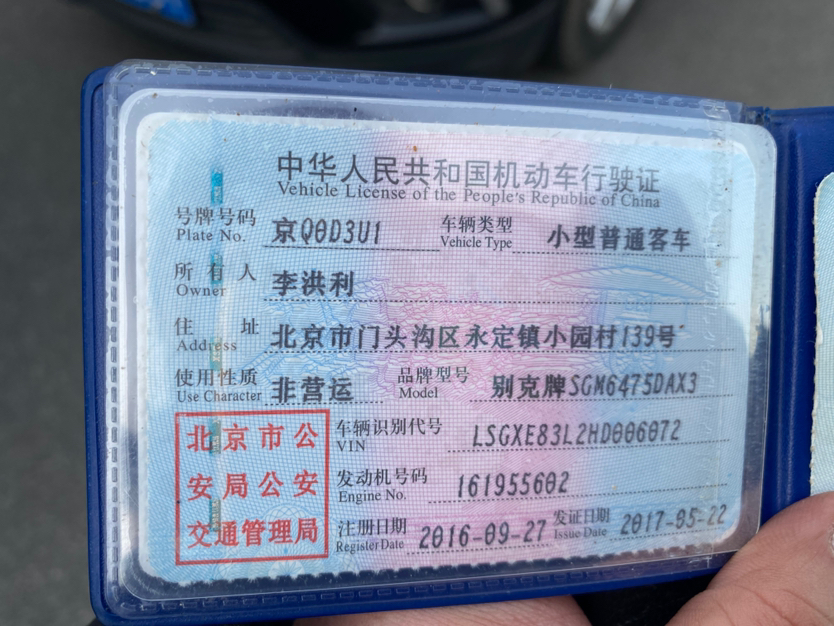 中华人民共和国机动车行驶证
Vehicle License of the People's Republic of China
号牌号码 京Q0D3U1 车辆类型 小型普通客车
Plate No. Vehicle Type
所有人 李洪利
Owner
住址 北京市门头沟区永定镇小园村139号
Address
使用性质 非营运 品牌型号 别克牌SGM6475DAX3
Use Character Model
北京市公
安局公安
交通管理局
车辆识别代号 LSGXE83L2HD006072
VIN
发动机号码 161955602
Engine No.
注册日期 2016-09-27 发证日期 2017-05-22
Register Date Issue Date